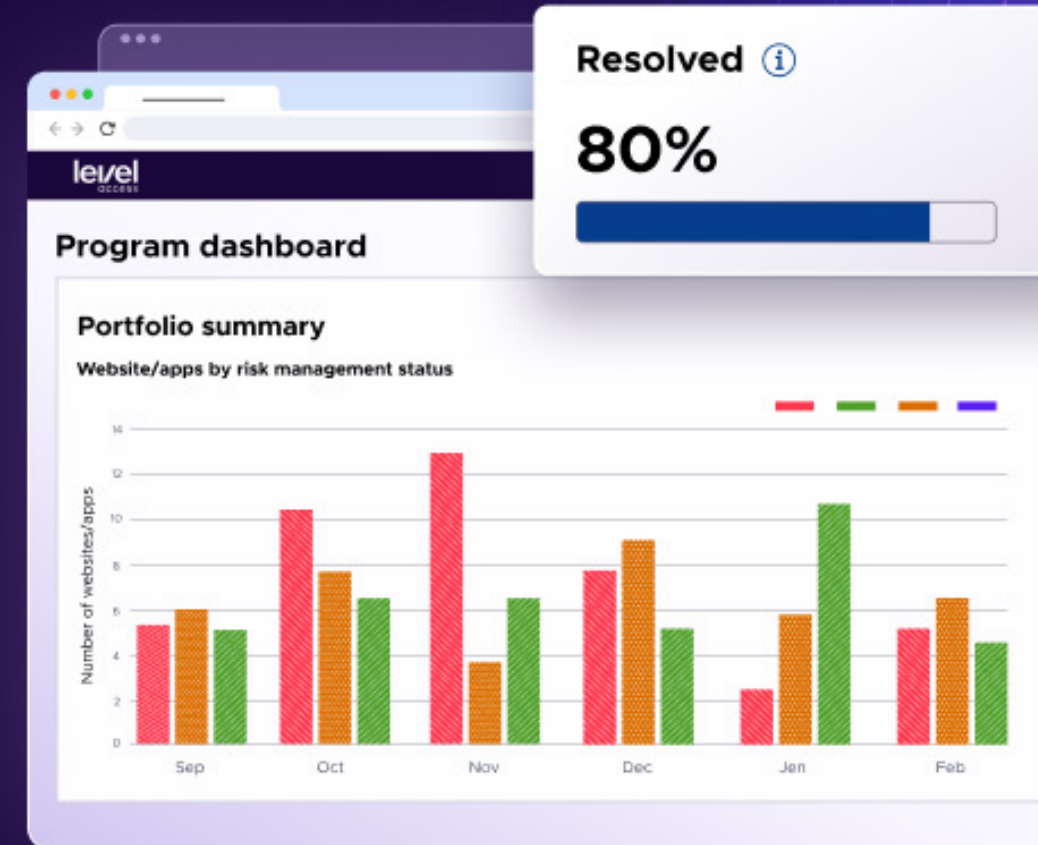 Resolved
80%
level
access
Program dashboard
Portfolio summary
Website/apps by risk management status
Number of websites/apps
14
12
10
8
6
4
2
0
Sep
Oct
Nov
Dec
Jen
Feb